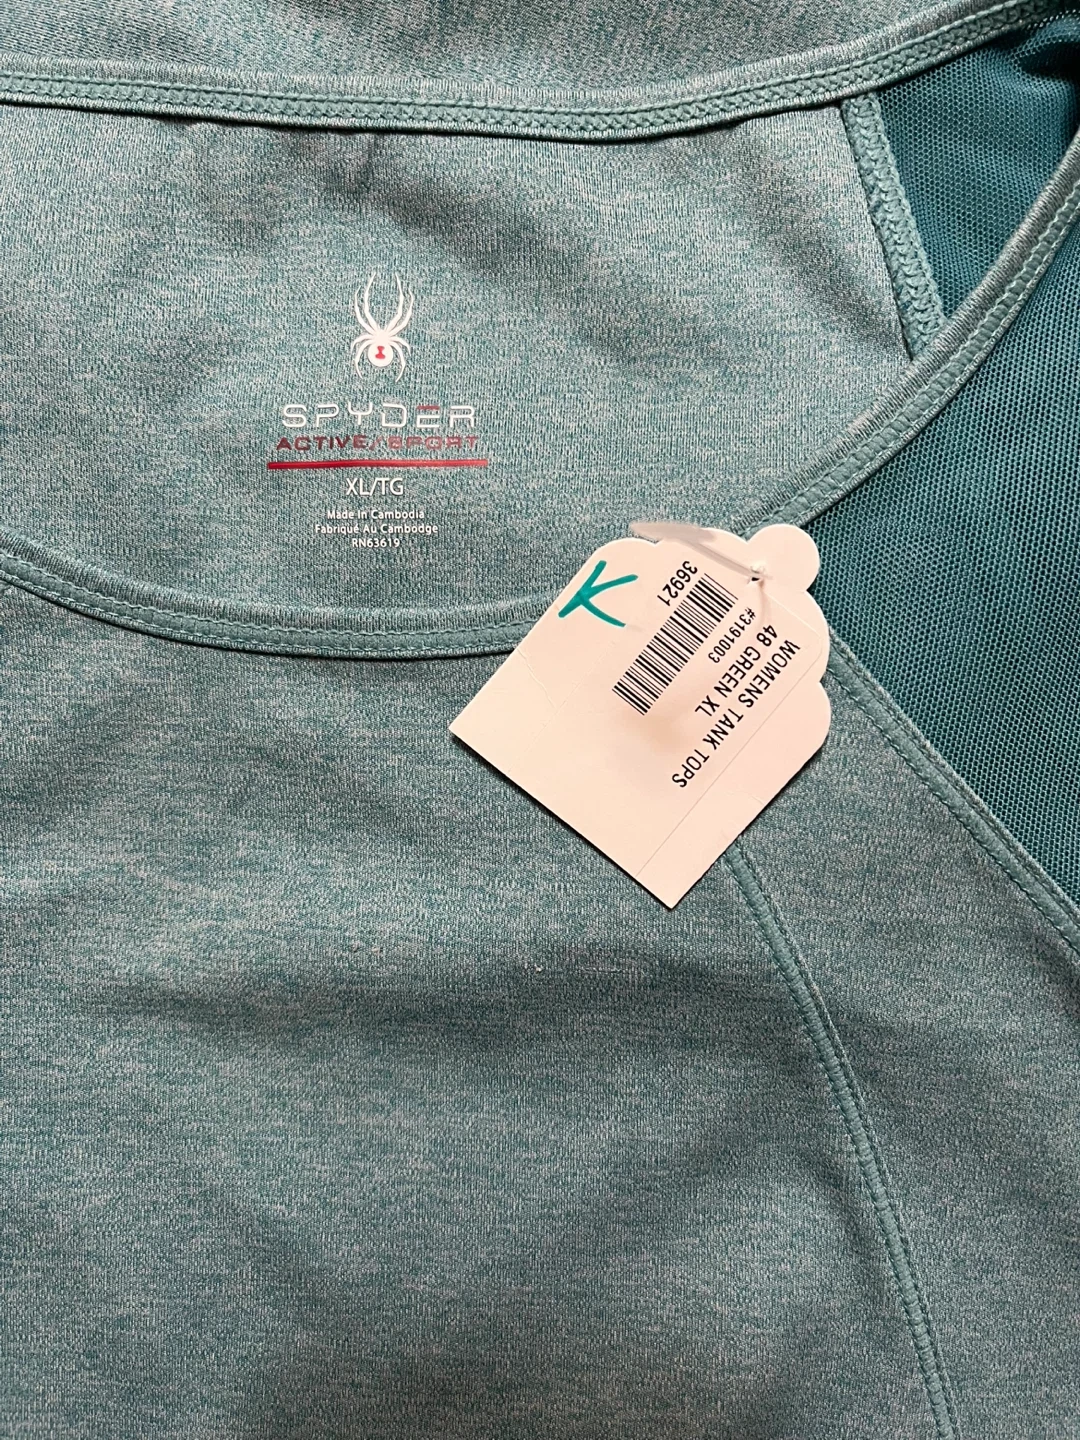 SPYDER
ACTIVE/SPORT
XL/TG
Made in Cambodia
Fabriqué Au Cambodge
RN63619
K
36921
#3191003
48 GREEN XL
WOMENS TANK TOPS